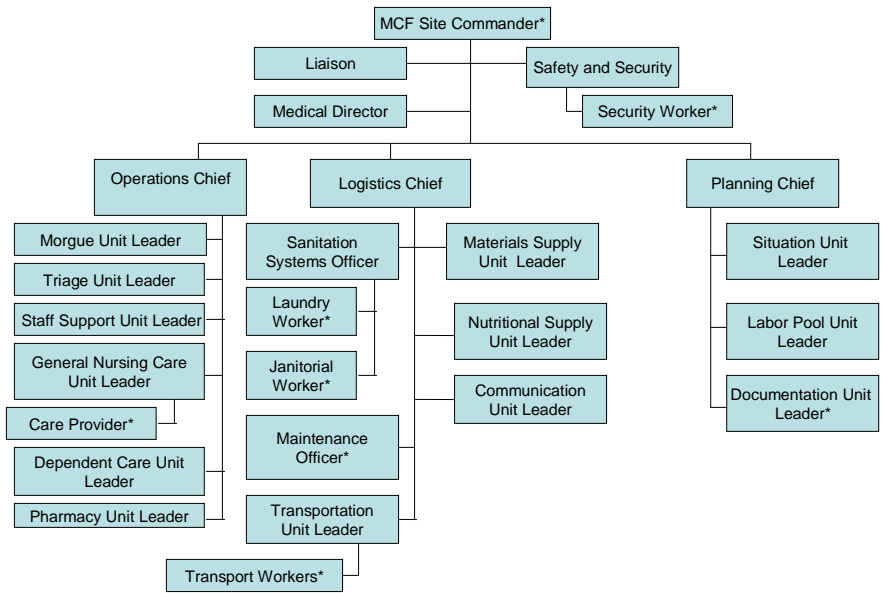 MCF Site Commander*
Liaison
Safety and Security
Medical Director
Security Worker*
Operations Chief
Logistics Chief
Planning Chief
Morgue Unit Leader
Triage Unit Leader
Staff Support Unit Leader
General Nursing Care
Unit Leader
Care Provider*
Dependent Care Unit
Leader
Pharmacy Unit Leader
Sanitation
Systems Officer
Laundry
Worker*
Janitorial
Worker*
Maintenance
Officer*
Transportation
Unit Leader
Transport Workers*
Materials Supply
Unit Leader
Nutritional Supply
Unit Leader
Communication
Unit Leader
Situation Unit
Leader
Labor Pool Unit
Leader
Documentation Unit
Leader*